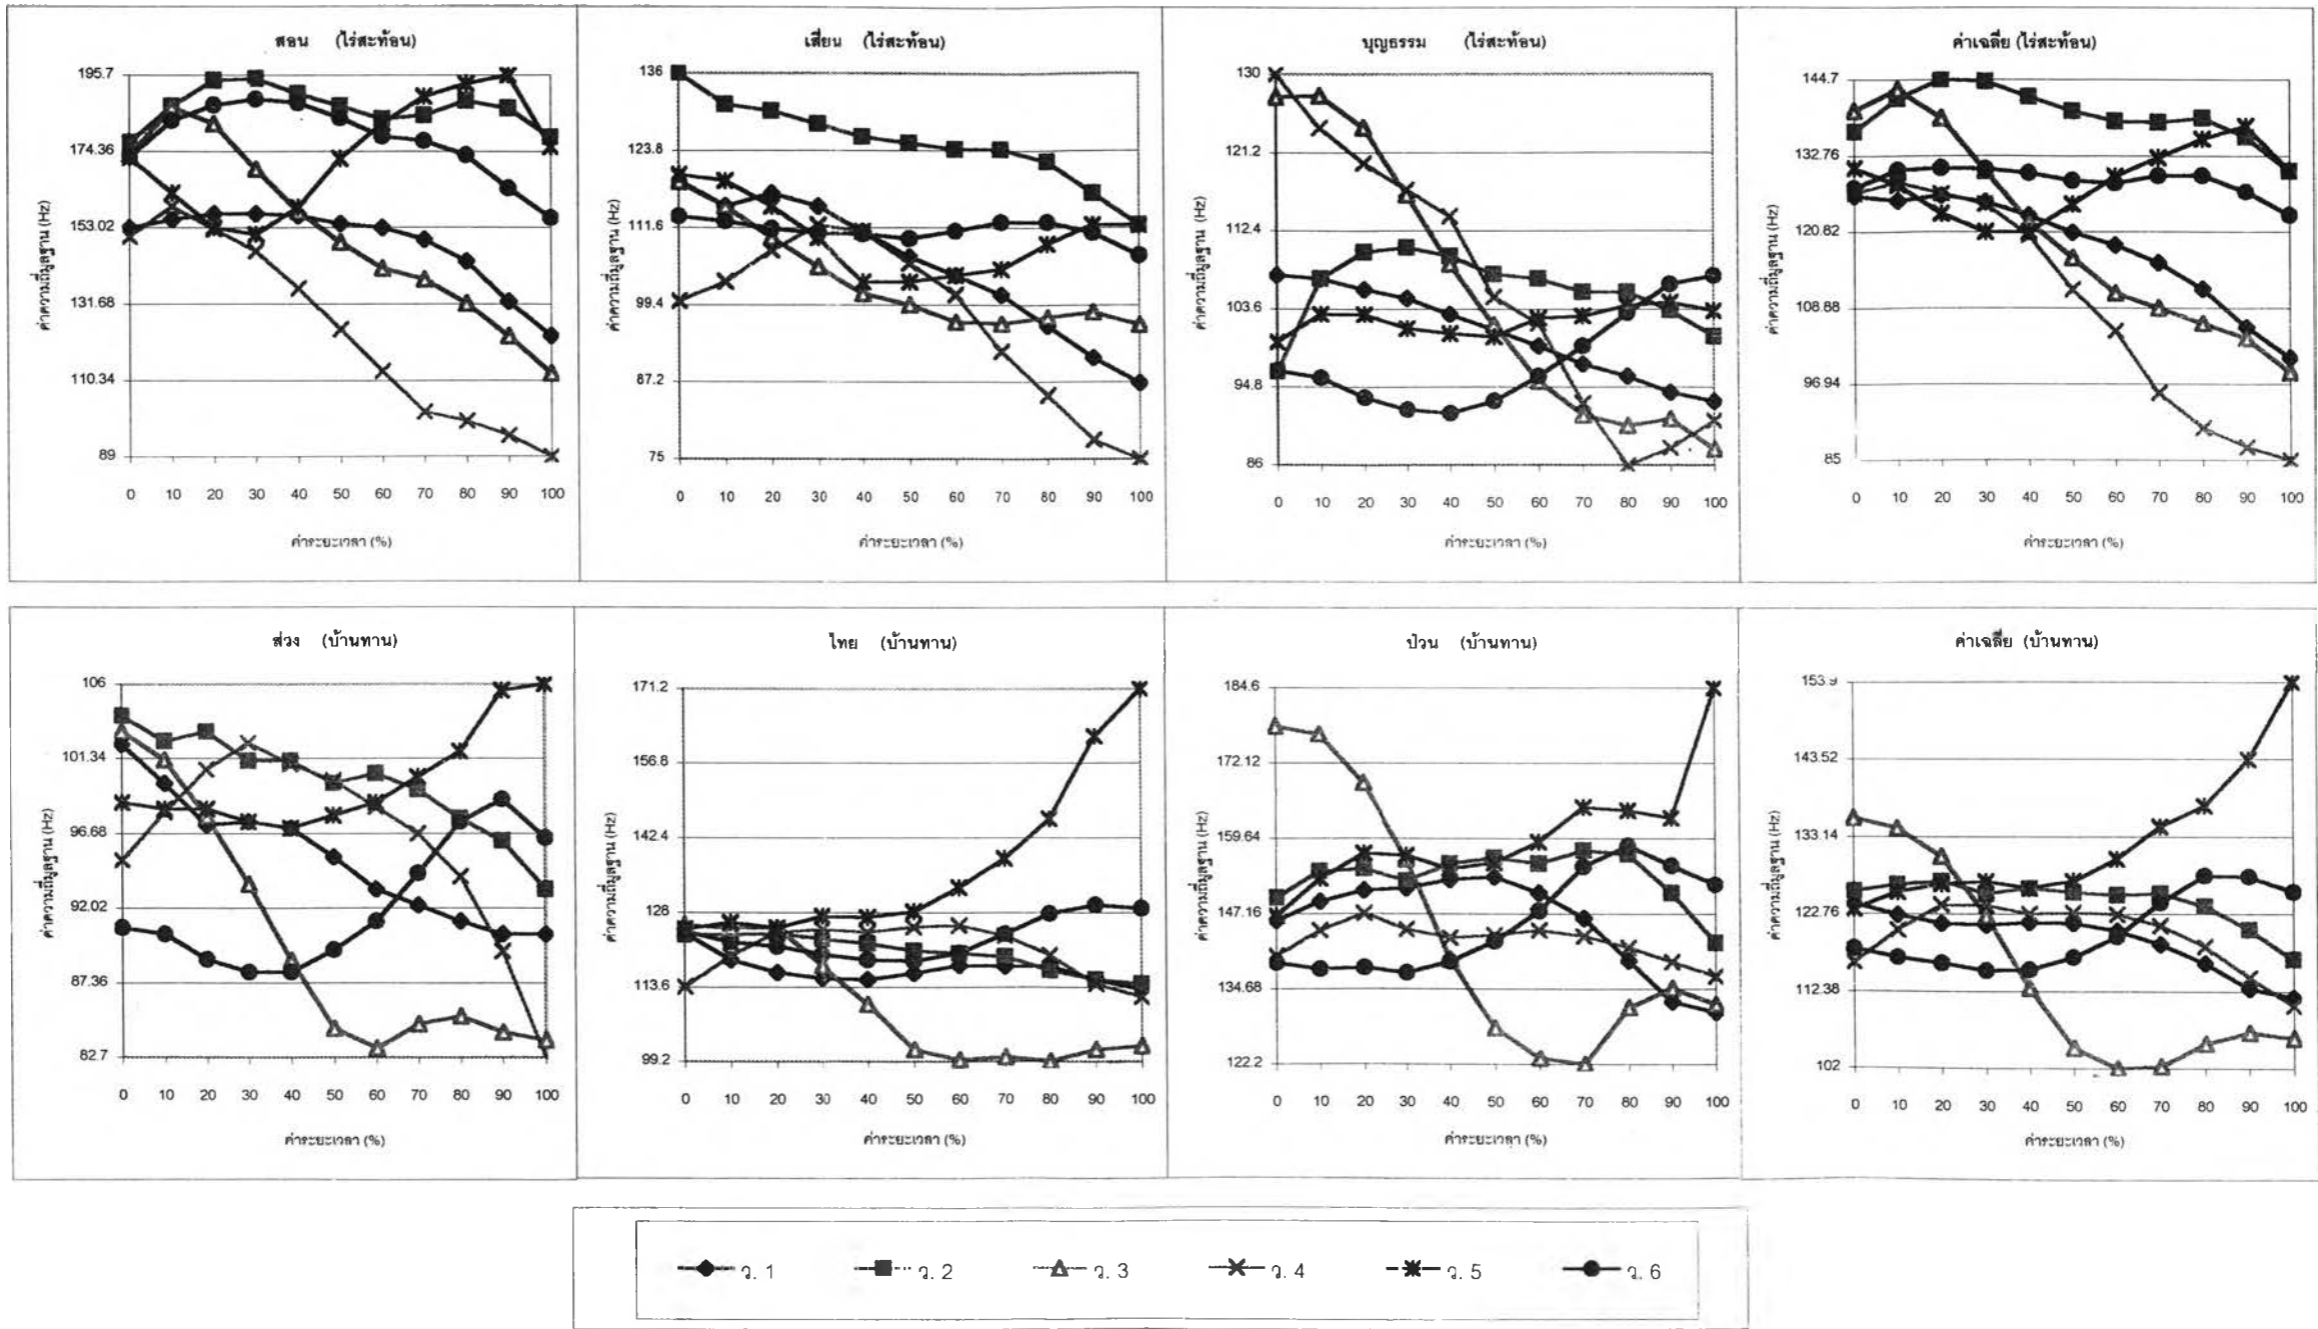 สอน (ไร่สะท้อน)
195.7
174.36
153.02
131.68
110.34
89
ค่าความถี่มูลฐาน (Hz)
0 10 20 30 40 50 60 70 80 90 100
ค่าระยะเวลา (%)
เสี่ยน (ไร่สะท้อน)
136
123.8
111.6
99.4
87.2
75
ค่าความถี่มูลฐาน (Hz)
0 10 20 30 40 50 60 70 80 90 100
ค่าระยะเวลา (%)
บุญธรรม (ไร่สะท้อน)
130
121.2
112.4
103.6
94.8
86
ค่าความถี่มูลฐาน (Hz)
0 10 20 30 40 50 60 70 80 90 100
ค่าระยะเวลา (%)
ค่าเฉลี่ย (ไร่สะท้อน)
144.7
132.76
120.82
108.88
96.94
85
ค่าความถี่มูลฐาน (Hz)
0 10 20 30 40 50 60 70 80 90 100
ค่าระยะเวลา (%)
ส่วง (บ้านทาน)
106
101.34
96.68
92.02
87.36
82.7
ค่าความถี่มูลฐาน (Hz)
0 10 20 30 40 50 60 70 80 90 100
ค่าระยะเวลา (%)
ไทย (บ้านทาน)
171.2
156.8
142.4
128
113.6
99.2
ค่าความถี่มูลฐาน (Hz)
0 10 20 30 40 50 60 70 80 90 100
ค่าระยะเวลา (%)
ป่วน (บ้านทาน)
184.6
172.12
159.64
147.16
134.68
122.2
ค่าความถี่มูลฐาน (Hz)
0 10 20 30 40 50 60 70 80 90 100
ค่าระยะเวลา (%)
ค่าเฉลี่ย (บ้านทาน)
153.9
143.52
133.14
122.76
112.38
102
ค่าความถี่มูลฐาน (Hz)
0 10 20 30 40 50 60 70 80 90 100
ค่าระยะเวลา (%)
ว. 1 ว. 2 ว. 3 ว. 4 ว. 5 ว. 6